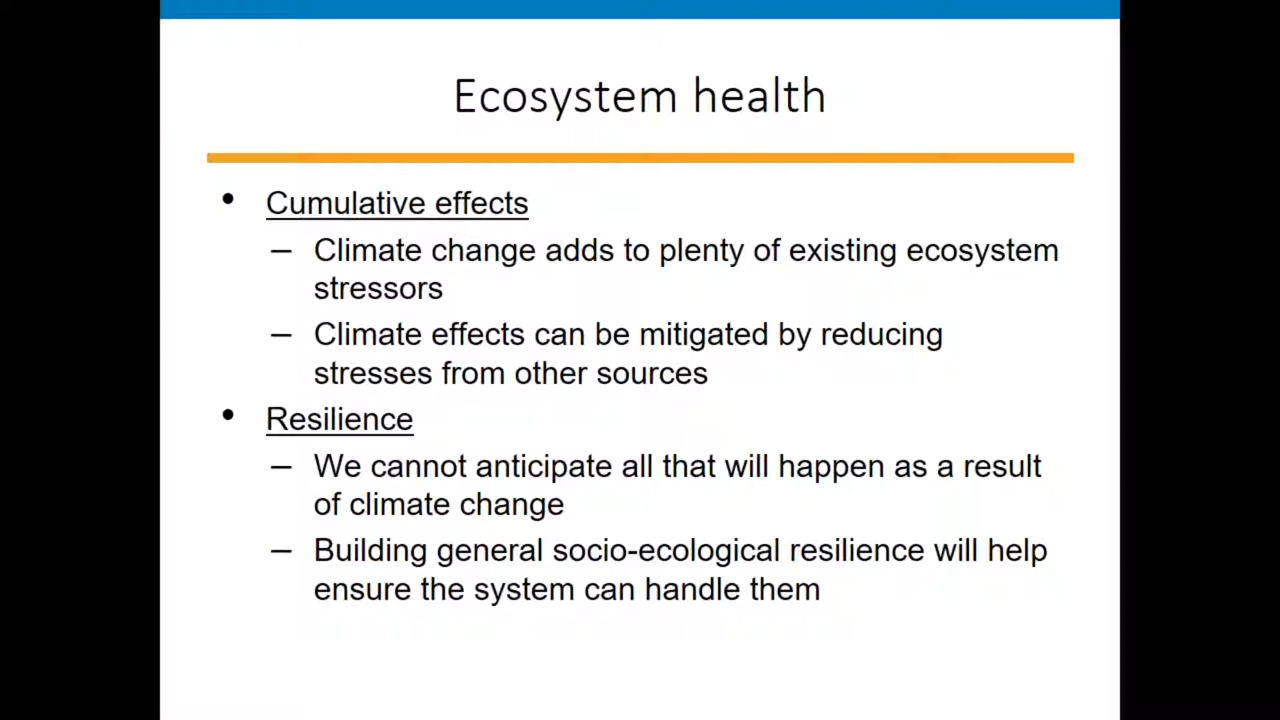 Ecosystem health
• Cumulative effects
– Climate change adds to plenty of existing ecosystem
stressors
– Climate effects can be mitigated by reducing
stresses from other sources
• Resilience
– We cannot anticipate all that will happen as a result
of climate change
– Building general socio-ecological resilience will help
ensure the system can handle them